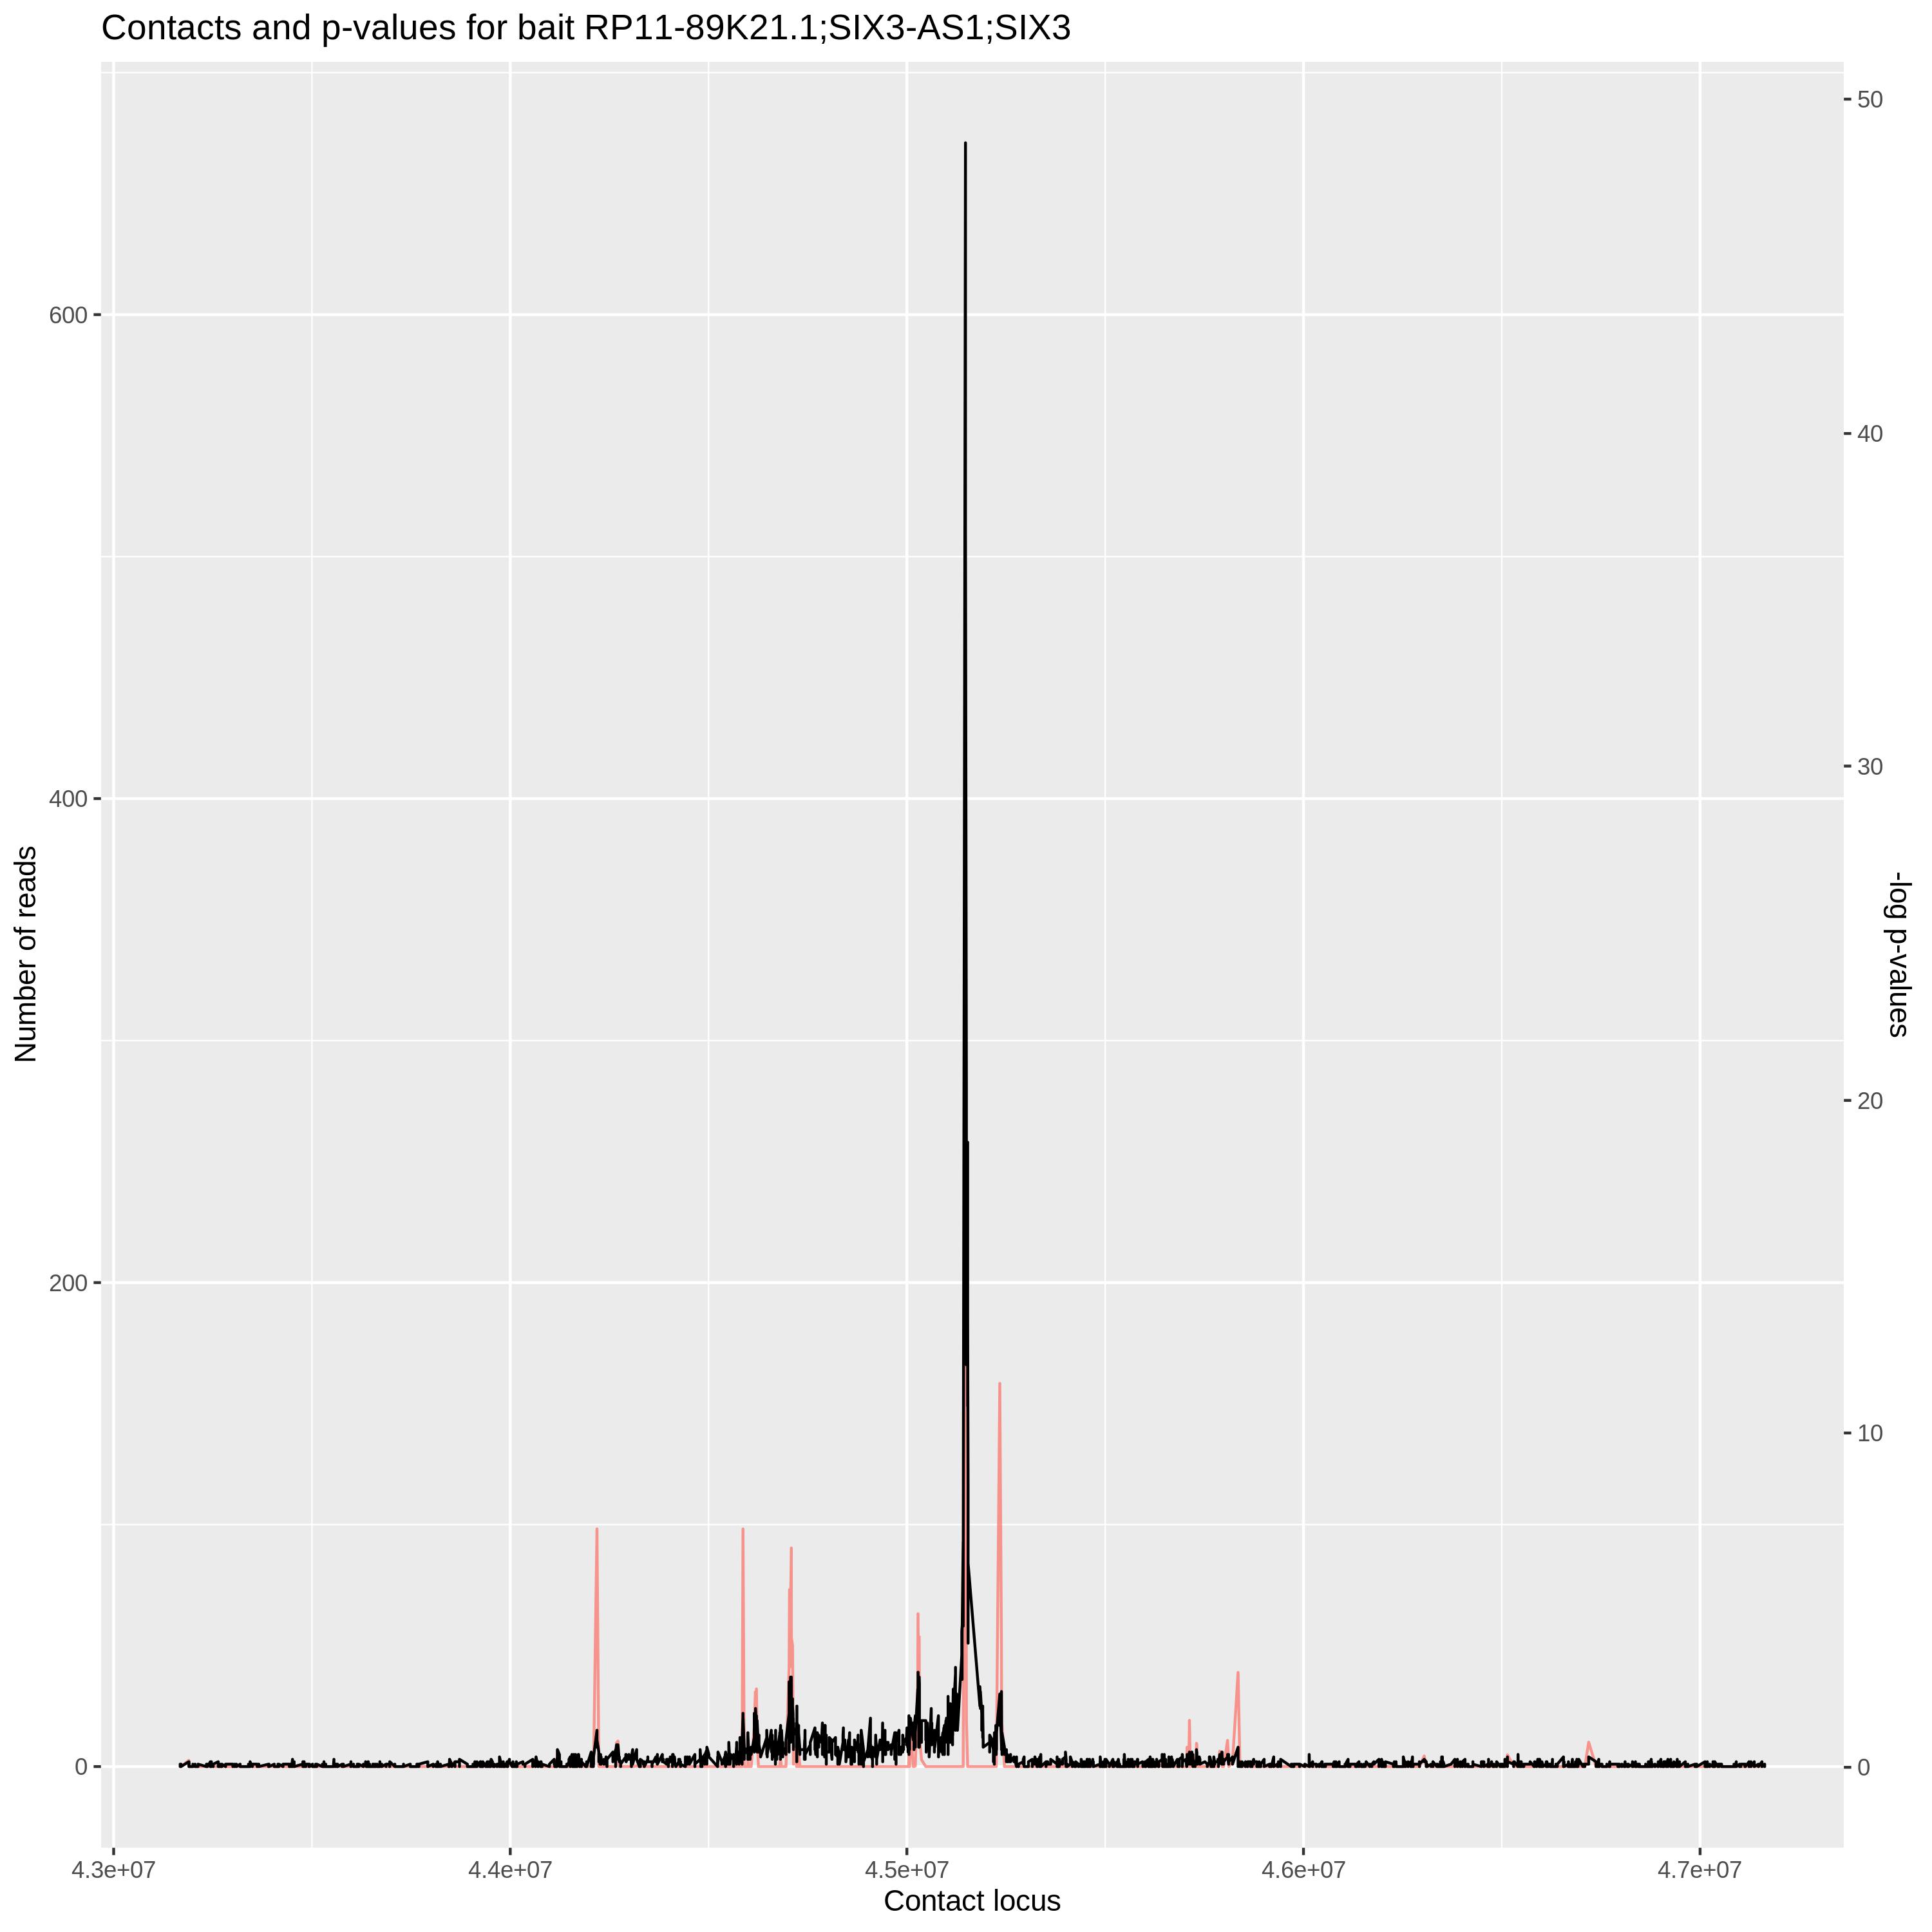 Contacts and p-values for bait RP11-89K21.1;SIX3-AS1;SIX3
Number of reads
600
400
200
0
50
40
30
20
10
0
-log p-values
4.3e+07
4.4e+07
4.5e+07
4.6e+07
4.7e+07
Contact locus